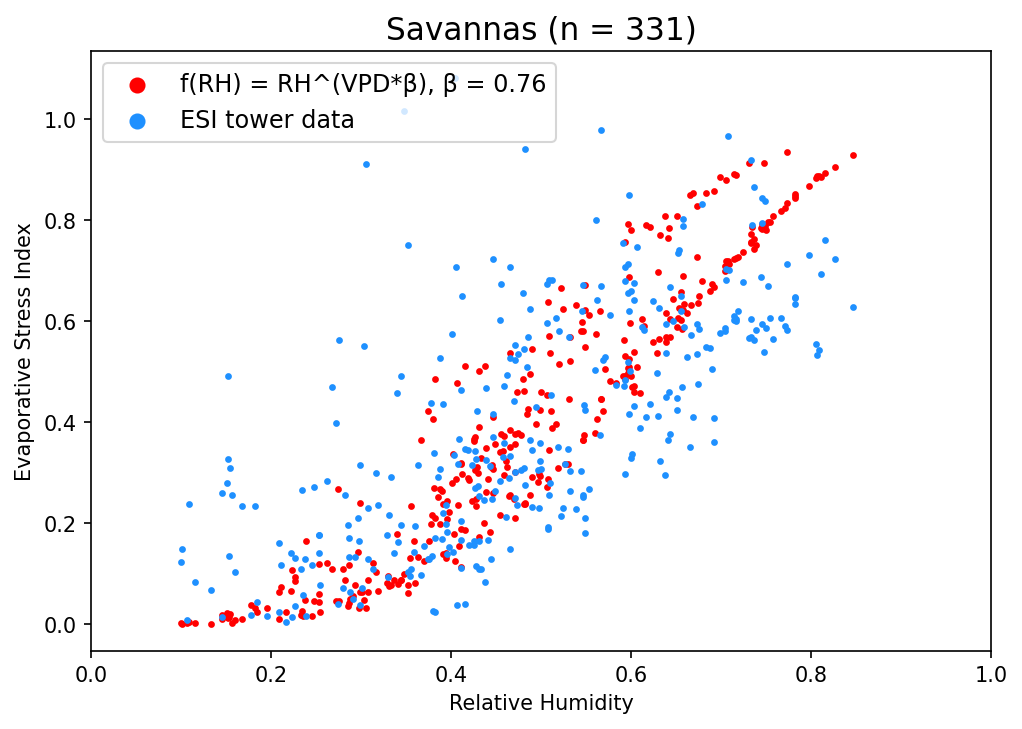 Savannas (n = 331)
f(RH) = RH^(VPD*β), β = 0.76
ESI tower data
Evaporative Stress Index
1.0
0.8
0.6
0.4
0.2
0.0
0.0 0.2 0.4 0.6 0.8 1.0
Relative Humidity